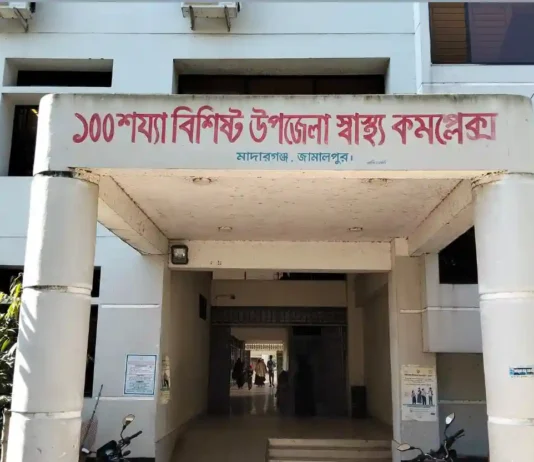 ১০০ শয্যা বিশিষ্ট উপজেলা স্বাস্থ্য কমপ্লেক্স
মাদারগঞ্জ, জামালপুর।